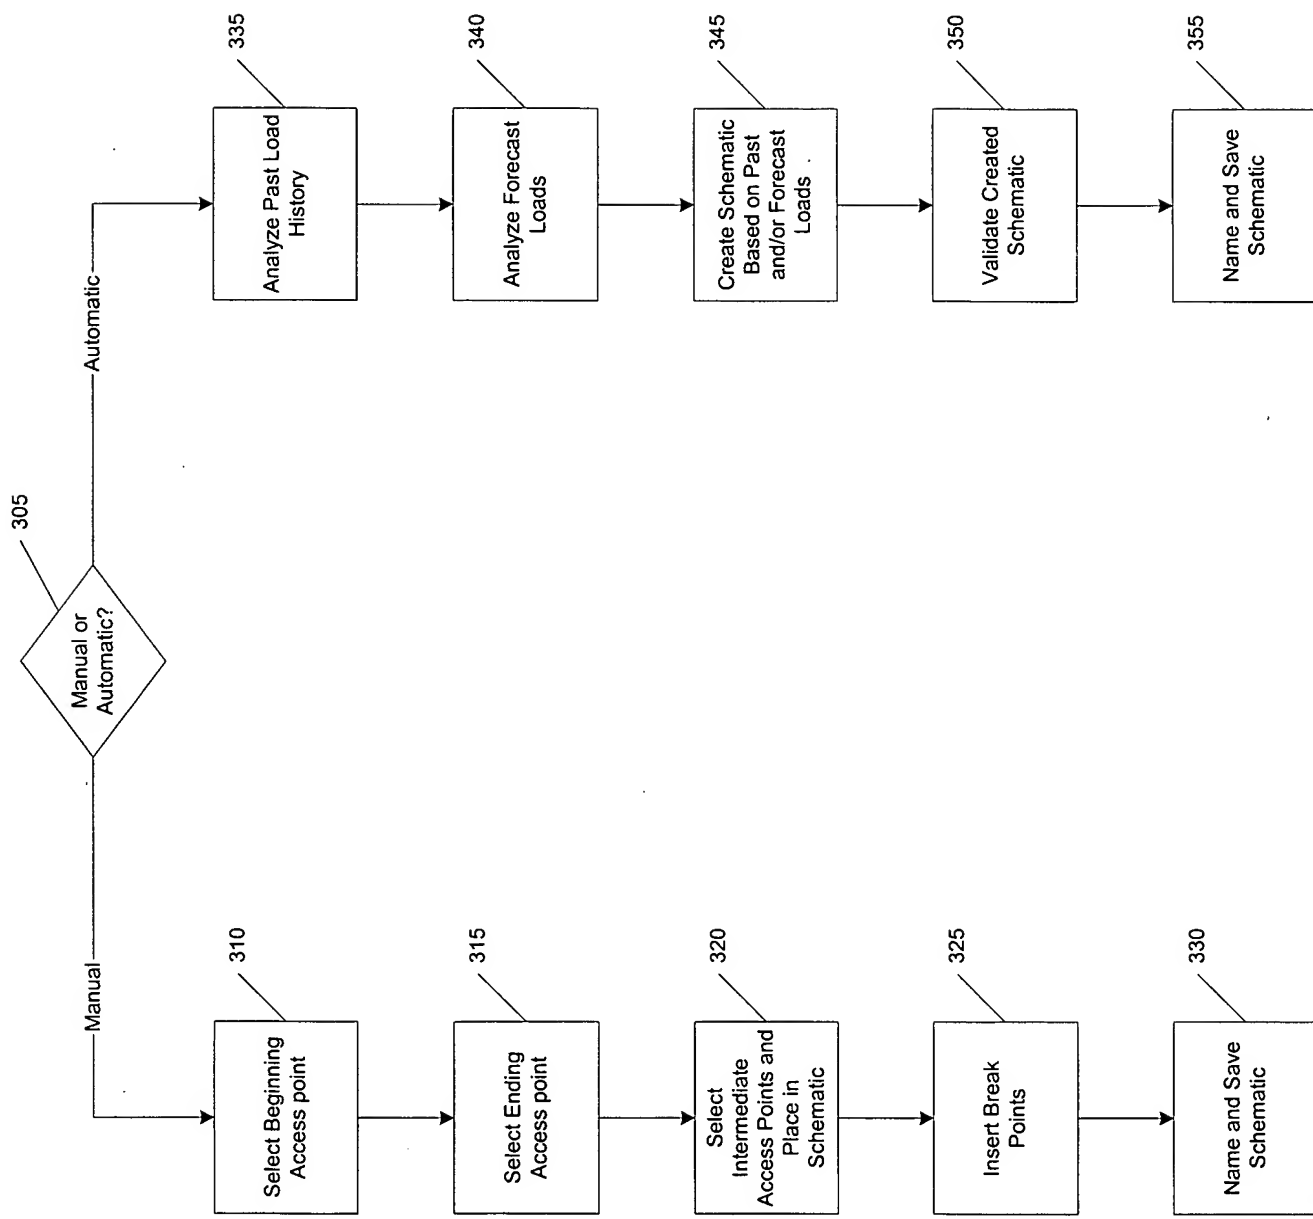 305
Manual or
Automatic?
Manual
Automatic
310
Select Beginning
Access point
315
Select Ending
Access point
320
Select
Intermediate
Access Points and
Place in
Schematic
325
Insert Break
Points
330
Name and Save
Schematic
335
Analyze Past Load
History
340
Analyze Forecast
Loads
345
Create Schematic
Based on Past
and/or Forecast
Loads
350
Validate Created
Schematic
355
Name and Save
Schematic